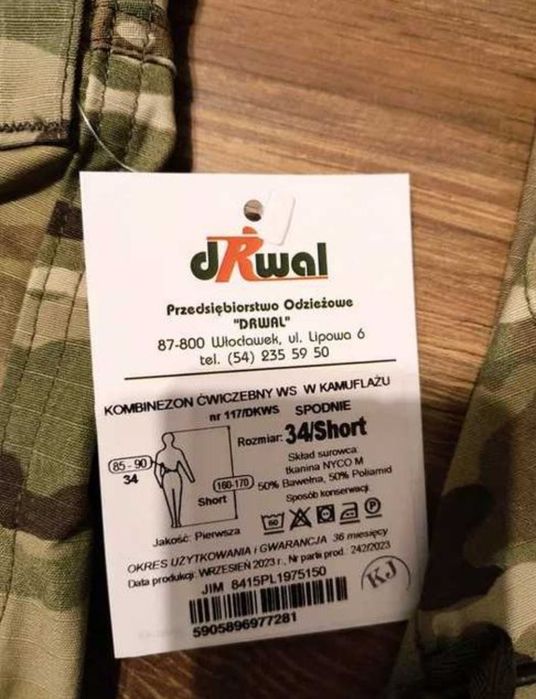 dRwal
Przedsiębiorstwo Odzieżowe
"DRWAL"
87-800 Włocławek, ul. Lipowa 6
tel. (54) 235 59 50
KOMBINEZON ĆWICZEBNY WS W KAMUFLAŻU
nr 117/DKWS SPODNIE
Rozmiar: 34/Short
85 - 90
34
160-170
Short
Skład surowca:
tkanina NYCO M
50% Bawełna, 50% Poliamid
Sposób konserwacji:
60
Jakość: Pierwsza
OKRES UŻYTKOWANIA i GWARANCJA 36 miesięcy
Data produkcji: WRZESIEŃ 2023 r., Nr partii prod.: 242/2023
JIM 8415PL1975150
KJ
5905896977281